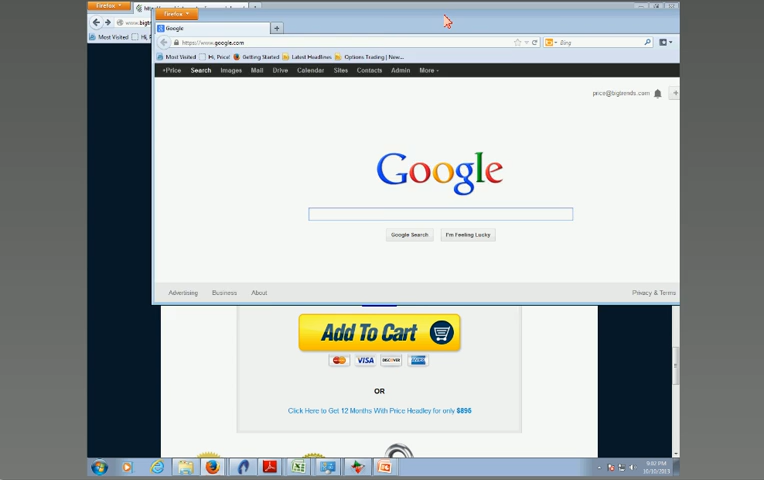 Firefox
Firefox
Google
https://www.google.com
Bing
Most Visited
Most Visited Hi, Price! Getting Started Latest Headlines Options Trading | New...
+Price Search Images Mail Drive Calendar Sites Contacts Admin More
price@bigtrends.com
Google
Google Search I'm Feeling Lucky
Advertising Business About Privacy & Terms
Add To Cart
VISA DISCOVER
OR
Click Here to Get 12 Months With Price Headley for only $895
9:02 PM